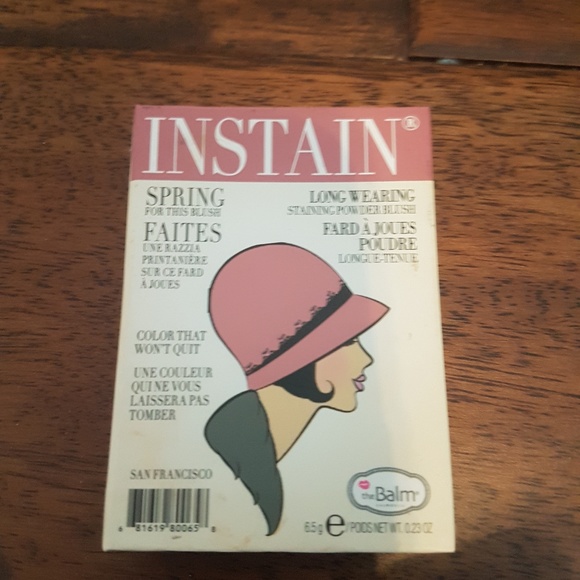 INSTAIN®
SPRING
FOR THIS BLUSH
FAITES
UNE RAZZIA
PRINTANIÈRE
SUR CE FARD
À JOUES
LONG WEARING
STAINING POWDER BLUSH
FARD À JOUES
POUDRE
LONGUE-TENUE
COLOR THAT
WON'T QUIT
UNE COULEUR
QUI NE VOUS
LAISSERA PAS
TOMBER
SAN FRANCISCO
6 81619 80065 8
theBalm®
6.5 g ℮ / POIDS NET WT. 0.23 OZ